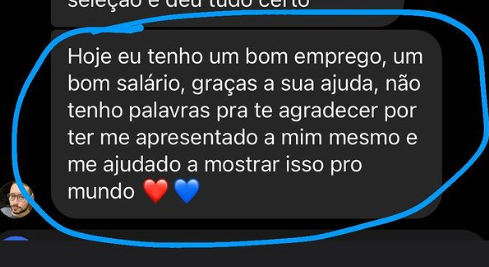 seleção e deu tudo certo
Hoje eu tenho um bom emprego, um
bom salário, graças a sua ajuda, não
tenho palavras pra te agradecer por
ter me apresentado a mim mesmo e
me ajudado a mostrar isso pro
mundo ❤️💙